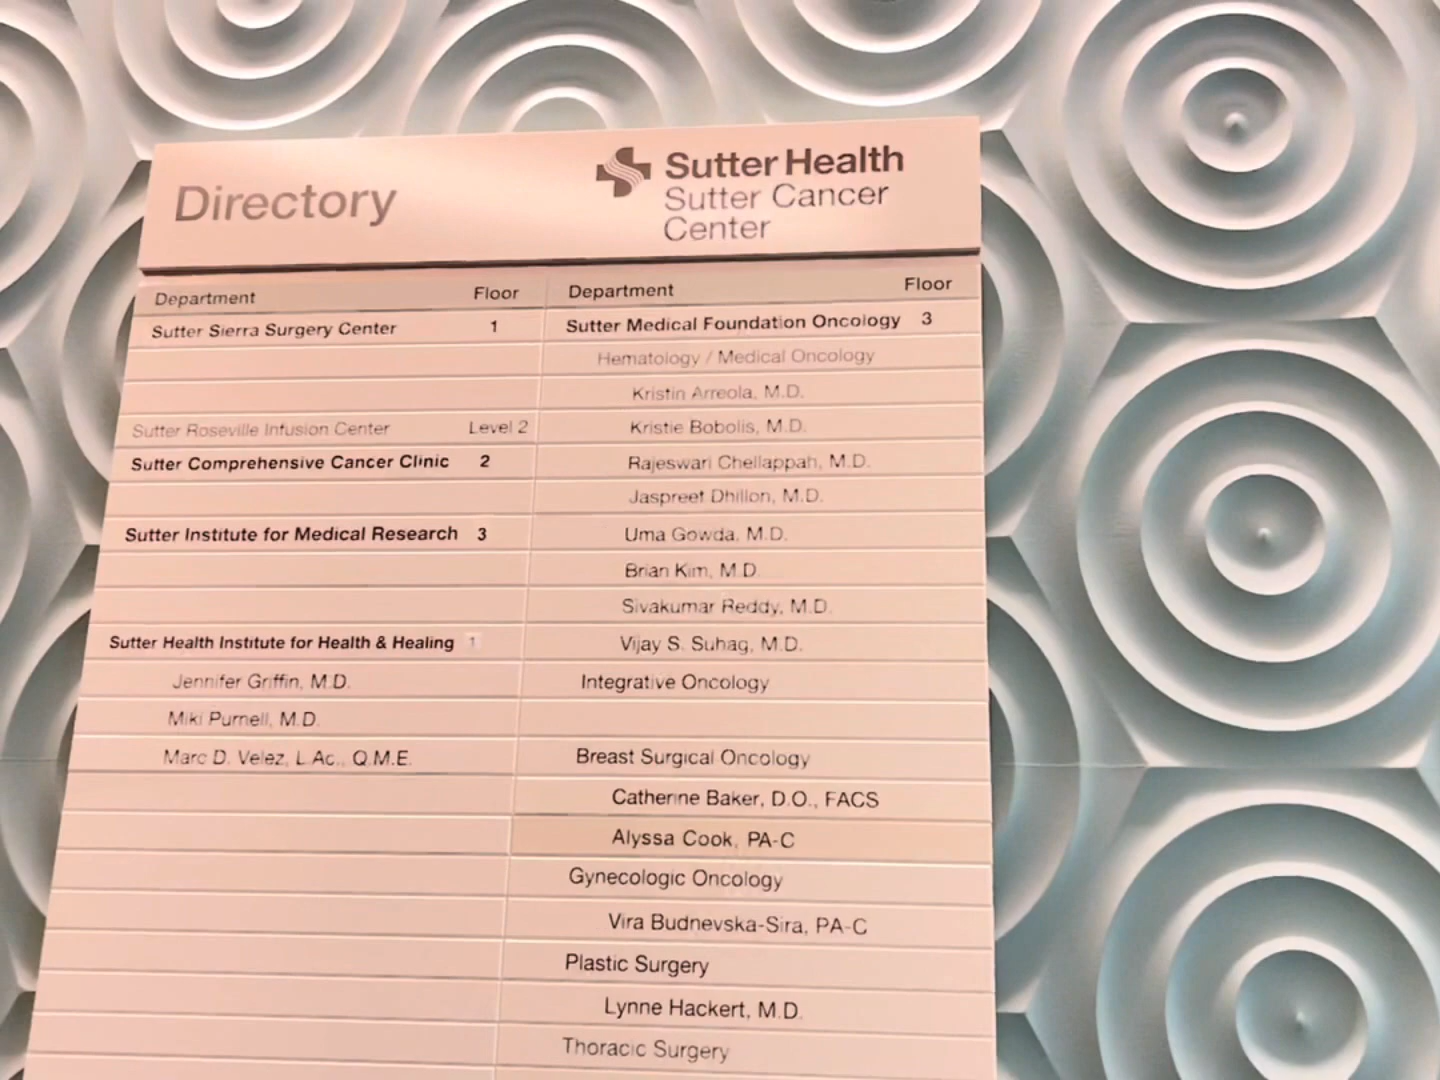 Directory
Sutter Health
Sutter Cancer
Center
Department Floor
Sutter Sierra Surgery Center 1
Sutter Roseville Infusion Center Level 2
Sutter Comprehensive Cancer Clinic 2
Sutter Institute for Medical Research 3
Sutter Health Institute for Health & Healing 1
Jennifer Griffin, M.D.
Miki Purnell, M.D.
Marc D. Velez, L.Ac., Q.M.E.
Department Floor
Sutter Medical Foundation Oncology 3
Hematology / Medical Oncology
Kristin Arreola, M.D.
Kristie Bobolis, M.D.
Rajeswari Chellappah, M.D.
Jaspreet Dhillon, M.D.
Uma Gowda, M.D.
Brian Kim, M.D.
Sivakumar Reddy, M.D.
Vijay S. Suhag, M.D.
Integrative Oncology
Breast Surgical Oncology
Catherine Baker, D.O., FACS
Alyssa Cook, PA-C
Gynecologic Oncology
Vira Budnevska-Sira, PA-C
Plastic Surgery
Lynne Hackert, M.D.
Thoracic Surgery